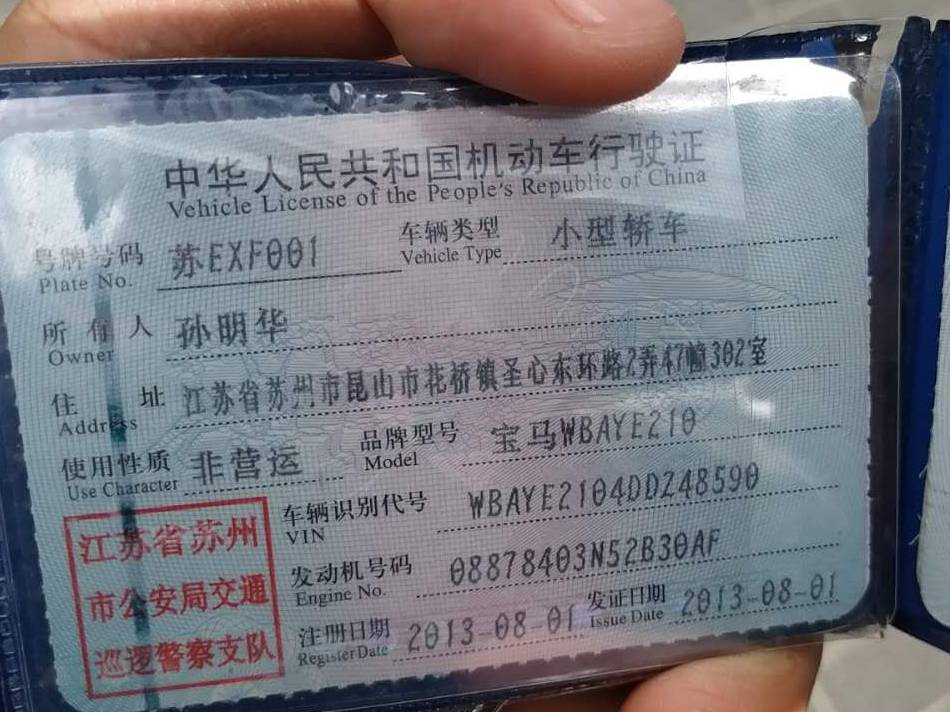 中华人民共和国机动车行驶证
Vehicle License of the People's Republic of China
号牌号码 苏EXF001 车辆类型 小型轿车
Plate No. Vehicle Type
所有人 孙明华
Owner
住址 江苏省苏州市昆山市花桥镇圣心东环路2弄47幢302室
Address
使用性质 非营运 品牌型号 宝马WBAYE210
Use Character Model
江苏省苏州
市公安局交通
巡逻警察支队
车辆识别代号 WBAYE2104DD248590
VIN
发动机号码 08878403N52B30AF
Engine No.
注册日期 2013-08-01 发证日期 2013-08-01
Register Date Issue Date